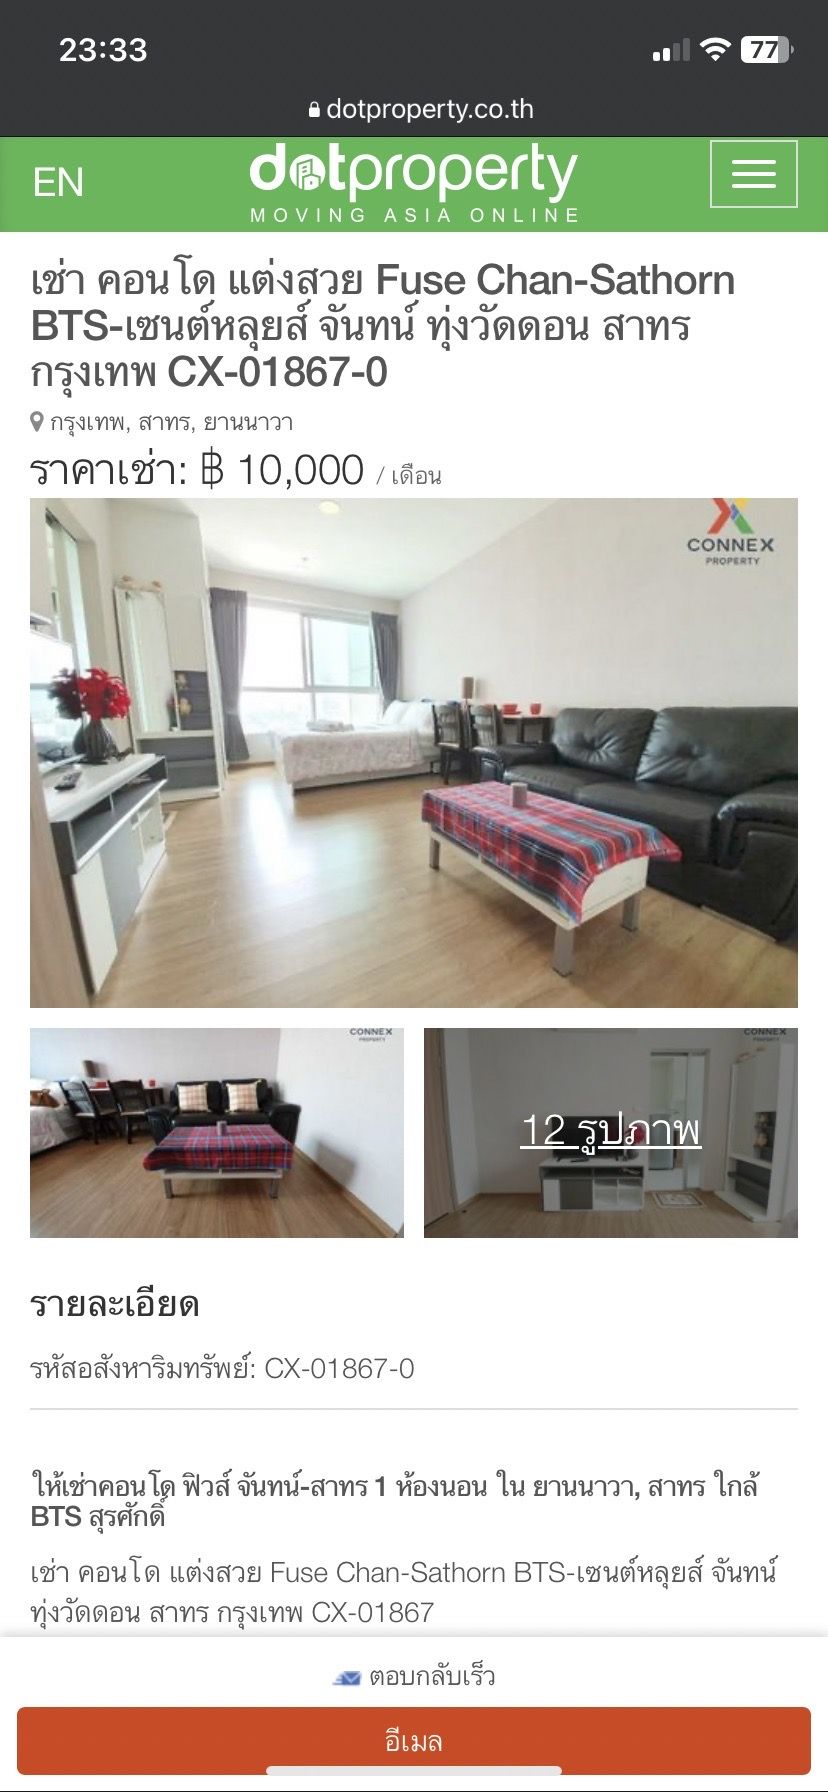 23:33
77
dotproperty.co.th
EN
dotproperty
MOVING ASIA ONLINE
เช่า คอนโด แต่งสวย Fuse Chan-Sathorn
BTS-เซนต์หลุยส์ จันทน์ ทุ่งวัดดอน สาทร
กรุงเทพ CX-01867-0
กรุงเทพ, สาทร, ยานนาวา
ราคาเช่า: ฿ 10,000 / เดือน
CONNEX
PROPERTY
CONNEX
PROPERTY
CONNEX
PROPERTY
12 รูปภาพ
รายละเอียด
รหัสอสังหาริมทรัพย์: CX-01867-0
ให้เช่าคอนโด ฟิวส์ จันทน์-สาทร 1 ห้องนอน ใน ยานนาวา, สาทร ใกล้
BTS สุรศักดิ์
เช่า คอนโด แต่งสวย Fuse Chan-Sathorn BTS-เซนต์หลุยส์ จันทน์
ทุ่งวัดดอน สาทร กรุงเทพ CX-01867
ตอบกลับเร็ว
อีเมล